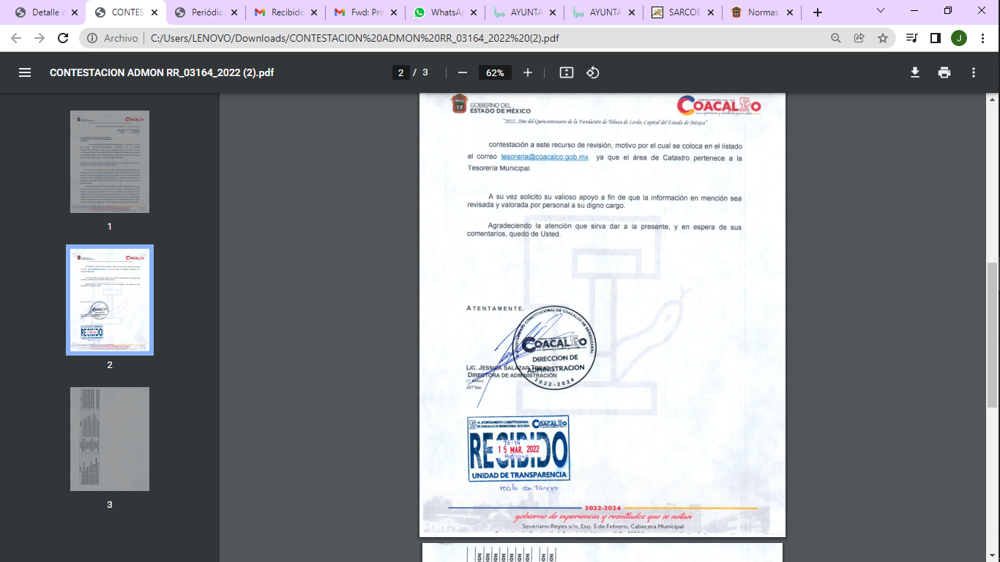 Detalle d
CONTES
Periódic
Recibido
Fwd: Prir
WhatsAp
AYUNTA
AYUNTA
SARCOE
Normas
Archivo
C:/Users/LENOVO/Downloads/CONTESTACION%20ADMON%20RR_03164_2022%20(2).pdf
J
CONTESTACION ADMON RR_03164_2022 (2).pdf
2 / 3
62%
1
2
3
GOBIERNO DEL
ESTADO DE MÉXICO
COACALCO
"2022. Año del Quincentenario de la Fundación de Toluca de Lerdo, Capital del Estado de México"
contestación a este recurso de revisión, motivo por el cual se coloca en el listado
el correo tesoreria@coacalco.gob.mx ya que el área de Catastro pertenece a la
Tesorería Municipal.
A su vez solicito su valioso apoyo a fin de que la información en mención sea
revisada y valorada por personal a su digno cargo.
Agradeciendo la atención que sirva dar a la presente, y en espera de sus
comentarios, quedo de Usted.
ATENTAMENTE.
H. AYUNTAMIENTO CONSTITUCIONAL DE COACALCO DE BERRIOZABAL
COACALCO
DIRECCION DE
ADMINISTRACION
2022-2024
LIC. JESSICA SALAZAR TREJO
DIRECTORA DE ADMINISTRACIÓN
Archivo
JST*bec
H. AYUNTAMIENTO CONSTITUCIONAL
DE COACALCO DE BERRIOZABAL 2022-2024
COACALCO
RECIBIDO
16:19
15 MAR. 2022
Adriana
UNIDAD DE TRANSPARENCIA
recibi con anexo
2022-2024
gobierno de experiencia y resultados que se notan
Severiano Reyes s/n, Esq. 5 de Febrero, Cabecera Municipal